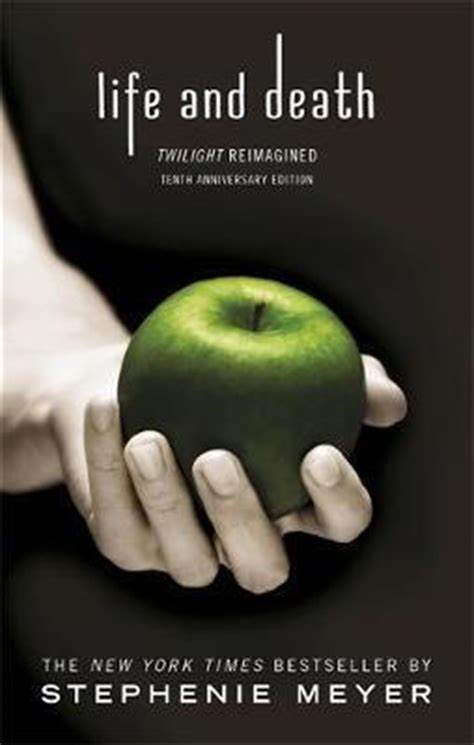 life and death
TWILIGHT REIMAGINED
TENTH ANNIVERSARY EDITION
THE NEW YORK TIMES BESTSELLER BY
STEPHENIE MEYER